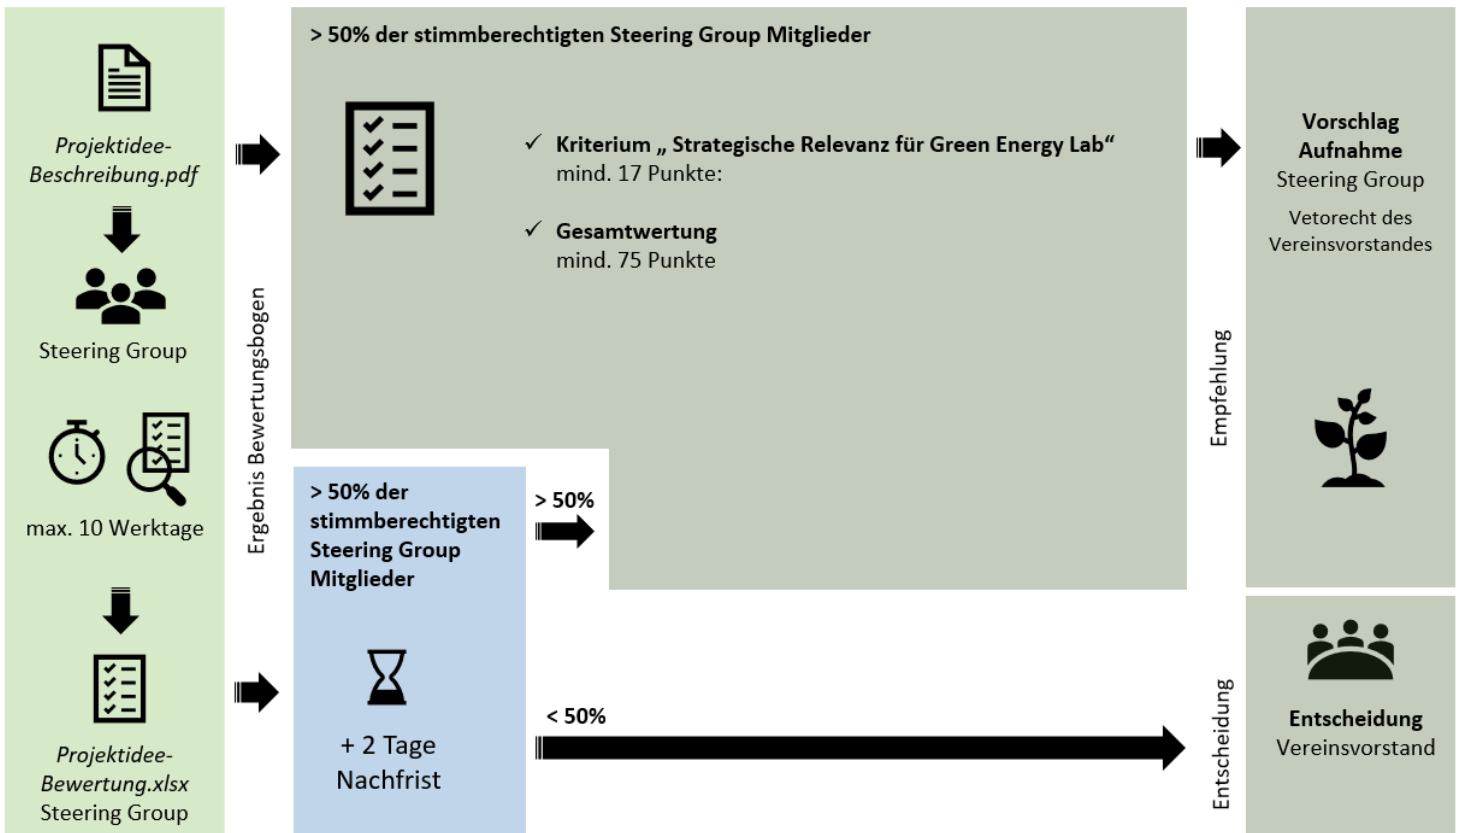 Projektidee-
Beschreibung.pdf
Steering Group
max. 10 Werktage
Projektidee-
Bewertung.xlsx
Steering Group
Ergebnis Bewertungsbogen
> 50% der stimmberechtigten Steering Group Mitglieder
✓ Kriterium „ Strategische Relevanz für Green Energy Lab“
mind. 17 Punkte:
✓ Gesamtwertung
mind. 75 Punkte
> 50% der
stimmberechtigten
Steering Group
Mitglieder
+ 2 Tage
Nachfrist
> 50%
< 50%
Empfehlung
Entscheidung
Vorschlag
Aufnahme
Steering Group
Vetorecht des
Vereinsvorstandes
Entscheidung
Vereinsvorstand